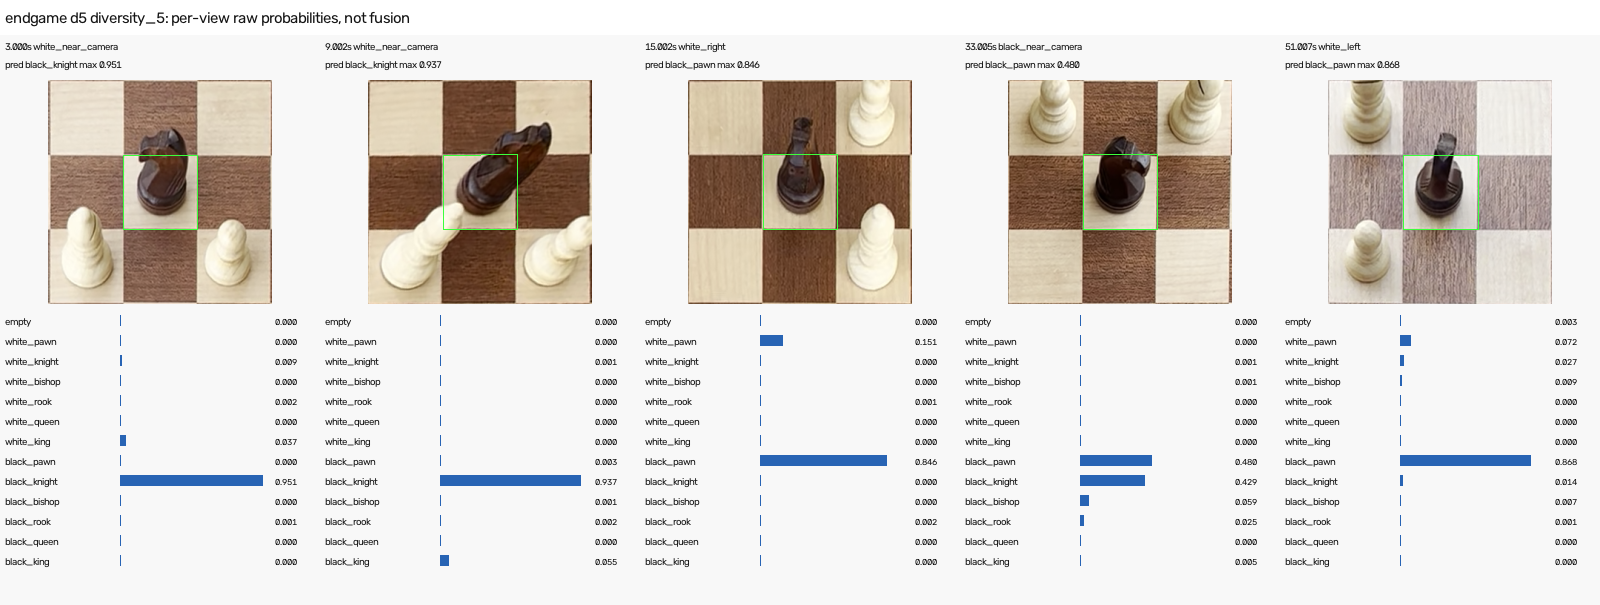 endgame d5 diversity_5: per-view raw probabilities, not fusion
3.000s white_near_camera
pred black_knight max 0.951
empty 0.000
white_pawn 0.000
white_knight 0.009
white_bishop 0.000
white_rook 0.002
white_queen 0.000
white_king 0.037
black_pawn 0.000
black_knight 0.951
black_bishop 0.000
black_rook 0.001
black_queen 0.000
black_king 0.000
9.002s white_near_camera
pred black_knight max 0.937
empty 0.000
white_pawn 0.000
white_knight 0.001
white_bishop 0.000
white_rook 0.000
white_queen 0.000
white_king 0.000
black_pawn 0.003
black_knight 0.937
black_bishop 0.001
black_rook 0.002
black_queen 0.000
black_king 0.055
15.002s white_right
pred black_pawn max 0.846
empty 0.000
white_pawn 0.151
white_knight 0.000
white_bishop 0.000
white_rook 0.001
white_queen 0.000
white_king 0.000
black_pawn 0.846
black_knight 0.000
black_bishop 0.000
black_rook 0.002
black_queen 0.000
black_king 0.000
33.005s black_near_camera
pred black_pawn max 0.480
empty 0.000
white_pawn 0.000
white_knight 0.001
white_bishop 0.001
white_rook 0.000
white_queen 0.000
white_king 0.000
black_pawn 0.480
black_knight 0.429
black_bishop 0.059
black_rook 0.025
black_queen 0.000
black_king 0.005
51.007s white_left
pred black_pawn max 0.868
empty 0.003
white_pawn 0.072
white_knight 0.027
white_bishop 0.009
white_rook 0.000
white_queen 0.000
white_king 0.000
black_pawn 0.868
black_knight 0.014
black_bishop 0.007
black_rook 0.001
black_queen 0.000
black_king 0.000